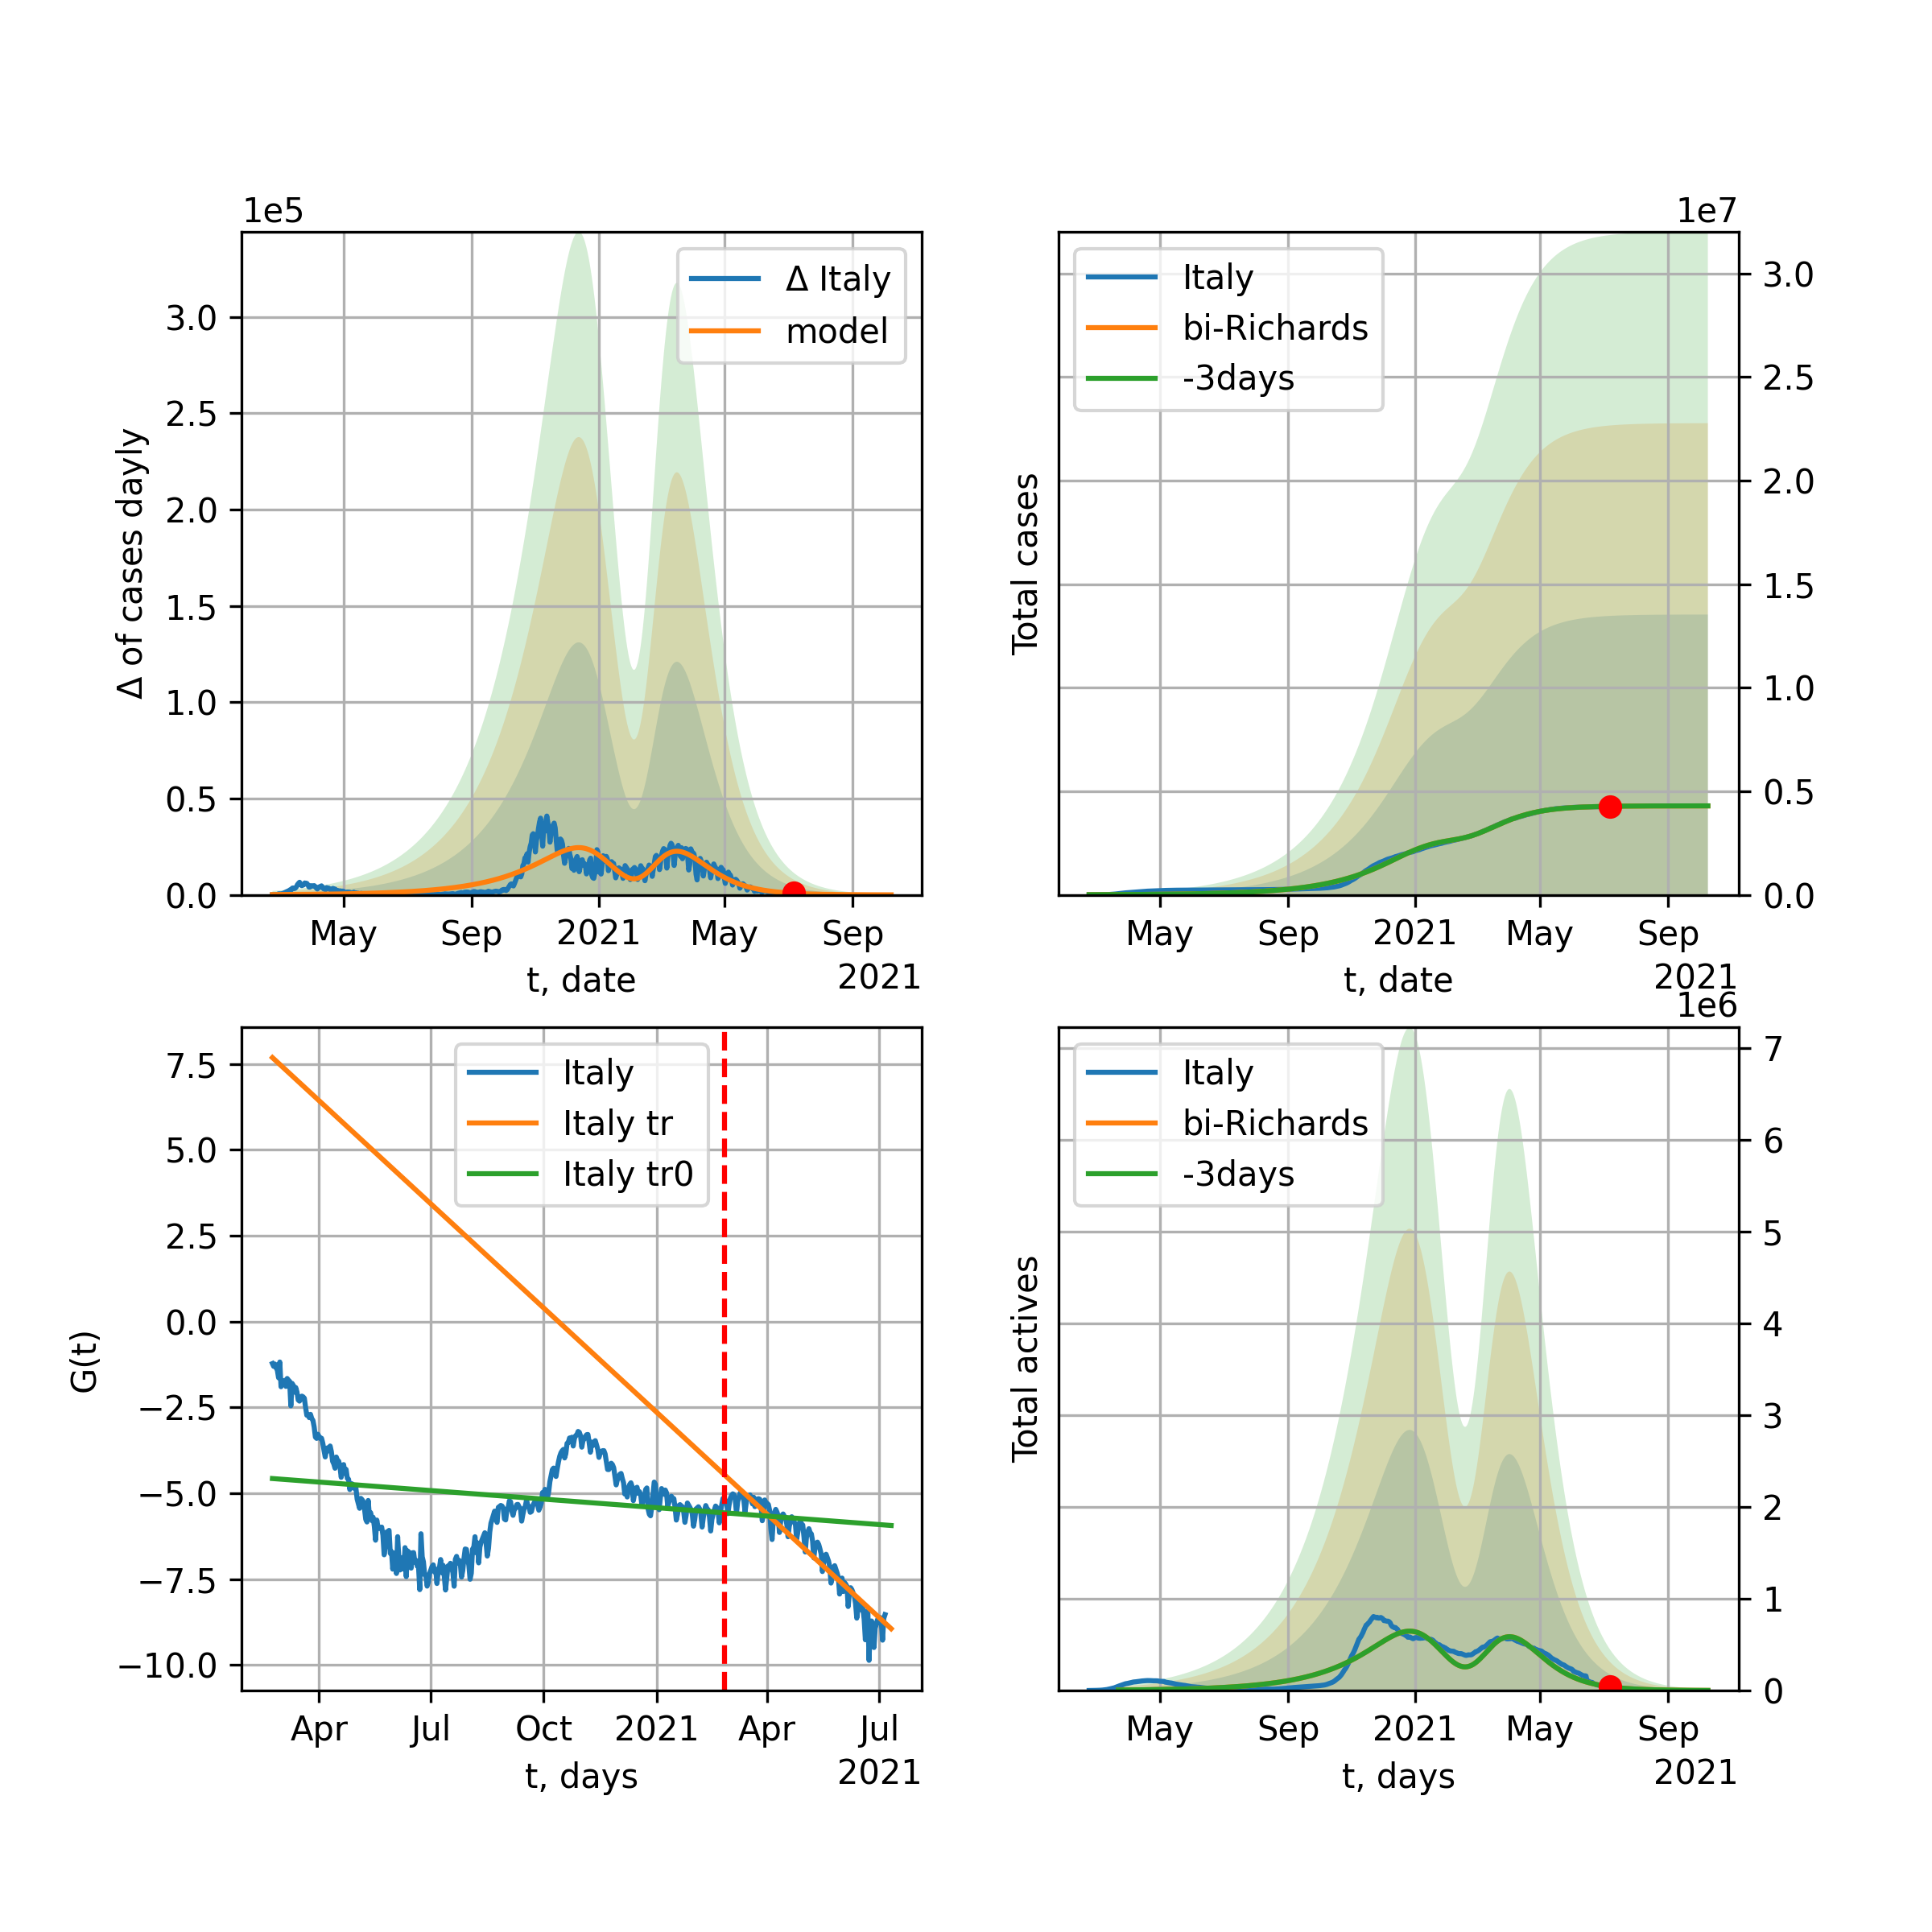 1e5
3.0
2.5
2.0
1.5
1.0
0.5
0.0
Δ of cases dayly
Δ Italy
model
May Sep 2021 May Sep
t, date
2021
1e7
Italy
bi-Richards
-3days
Total cases
3.0
2.5
2.0
1.5
1.0
0.5
0.0
May Sep 2021 May Sep
t, date
2021
7.5
5.0
2.5
0.0
−2.5
−5.0
−7.5
−10.0
G(t)
Italy
Italy tr
Italy tr0
Apr Jul Oct 2021 Apr Jul
t, days
2021
1e6
Italy
bi-Richards
-3days
Total actives
7
6
5
4
3
2
1
0
May Sep 2021 May Sep
t, days
2021